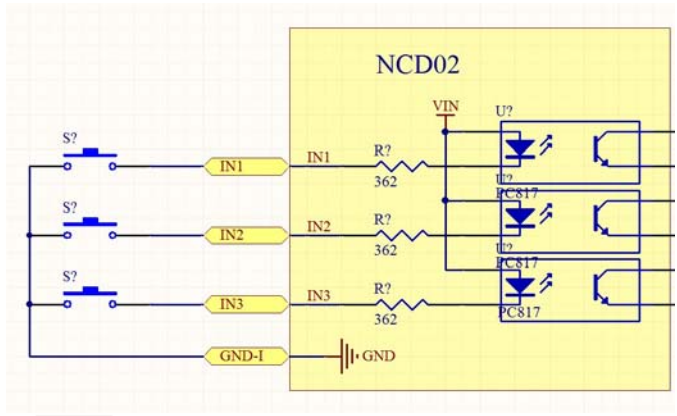 NCD02
VIN
U?
S?
IN1
IN1
R?
362
U?
PC817
S?
IN2
IN2
R?
362
U?
PC817
S?
IN3
IN3
R?
362
PC817
GND-I
GND